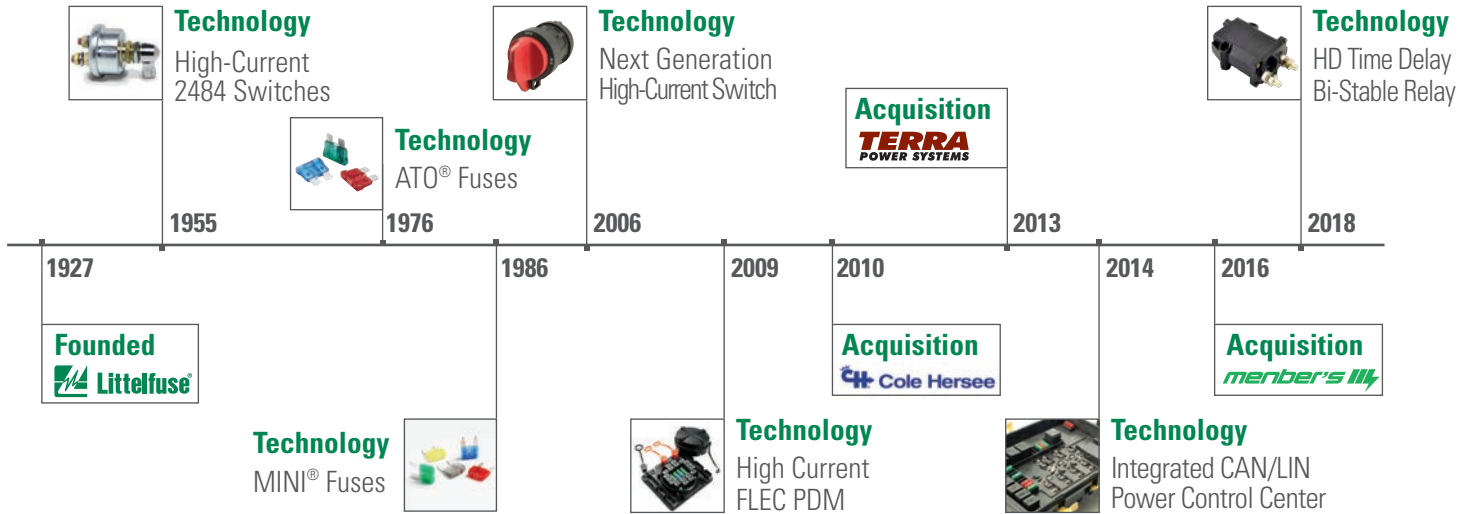 Technology
High-Current
2484 Switches
1955
Technology
ATO® Fuses
1976
Technology
Next Generation
High-Current Switch
2006
Acquisition
TERRA
POWER SYSTEMS
2013
Technology
HD Time Delay
Bi-Stable Relay
2018
1927
Founded
Littelfuse®
1986
Technology
MINI® Fuses
2009
Technology
High Current
FLEC PDM
2010
Acquisition
CH Cole Hersee
2014
Technology
Integrated CAN/LIN
Power Control Center
2016
Acquisition
menber's